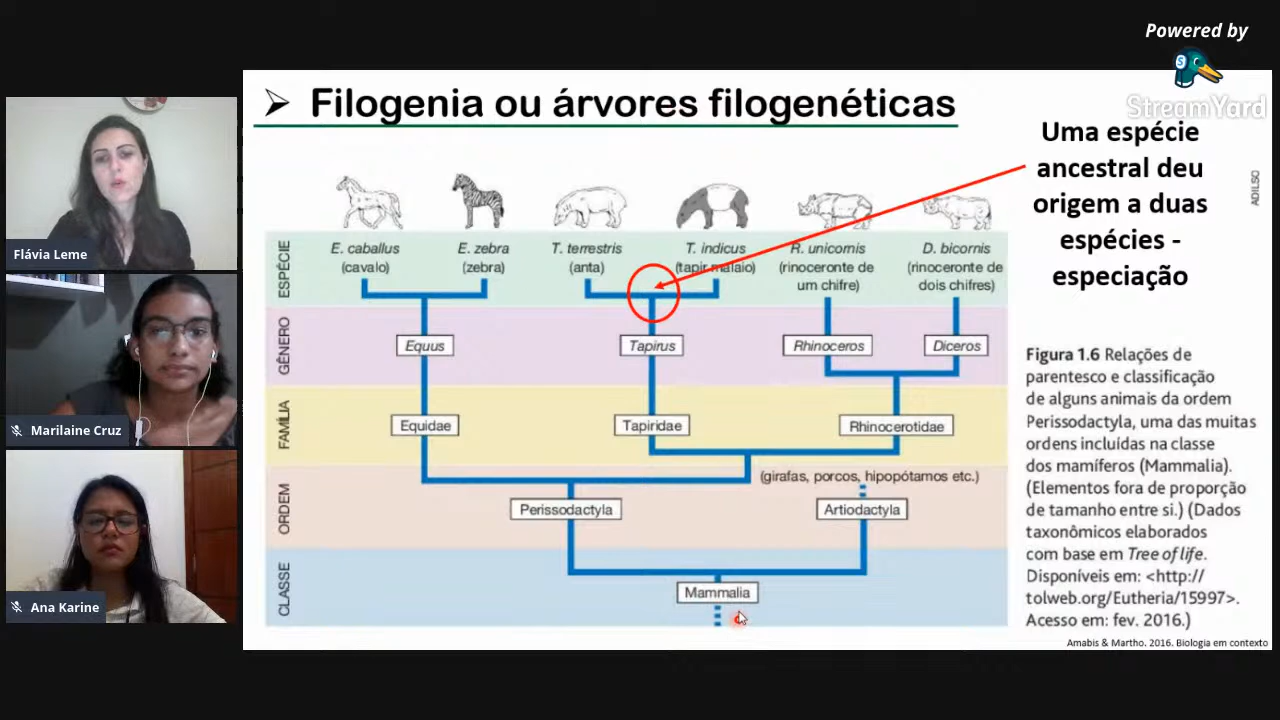 Powered by
StreamYard
Flávia Leme
Marilaine Cruz
Ana Karine
➢ Filogenia ou árvores filogenéticas
Uma espécie
ancestral deu
origem a duas
espécies -
especiação
ADILSO
ESPÉCIE
E. caballus
(cavalo)
E. zebra
(zebra)
T. terrestris
(anta)
T. indicus
(tapir malaio)
R. unicornis
(rinoceronte de
um chifre)
D. bicornis
(rinoceronte de
dois chifres)
GÊNERO
Equus
Tapirus
Rhinoceros
Diceros
FAMÍLIA
Equidae
Tapiridae
Rhinocerotidae
ORDEM
(girafas, porcos, hipopótamos etc.)
Perissodactyla
Artiodactyla
CLASSE
Mammalia
Figura 1.6 Relações de
parentesco e classificação
de alguns animais da ordem
Perissodactyla, uma das muitas
ordens incluídas na classe
dos mamíferos (Mammalia).
(Elementos fora de proporção
de tamanho entre si.) (Dados
taxonômicos elaborados
com base em Tree of life.
Disponíveis em: <http://
tolweb.org/Eutheria/15997>.
Acesso em: fev. 2016.)
Amabis & Martho. 2016. Biologia em contexto